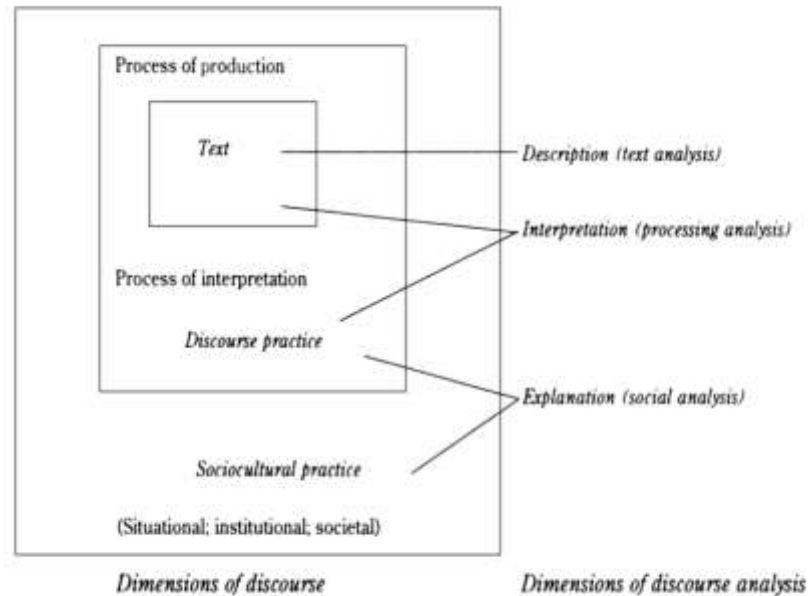 Process of production
Text
Description (text analysis)
Interpretation (processing analysis)
Process of interpretation
Discourse practice
Explanation (social analysis)
Sociocultural practice
(Situational; institutional; societal)
Dimensions of discourse
Dimensions of discourse analysis